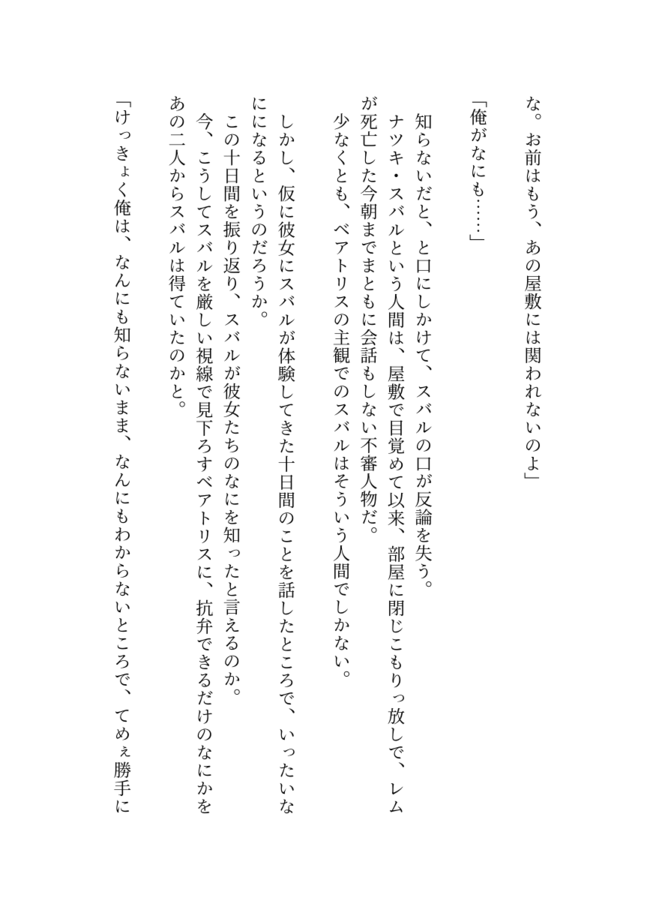 な。お前はもう、あの屋敷には関われないのよ」
「俺がなにも……」
知らないだと、と口にしかけて、スバルの口が反論を失う。
ナツキ・スバルという人間は、屋敷で目覚めて以来、部屋に閉じこもりっ放しで、レム
が死亡した今朝までまともに会話もしない不審人物だ。
少なくとも、ベアトリスの主観でのスバルはそういう人間でしかない。
しかし、仮に彼女にスバルが体験してきた十日間のことを話したところで、いったいな
にになるというのだろうか。
この十日間を振り返り、スバルが彼女たちのなにを知ったと言えるのか。
今、こうしてスバルを厳しい視線で見下ろすベアトリスに、抗弁できるだけのなにかを
あの二人からスバルは得ていたのかと。
「けっきょく俺は、なんにも知らないまま、なんにもわからないところで、てめぇ勝手に